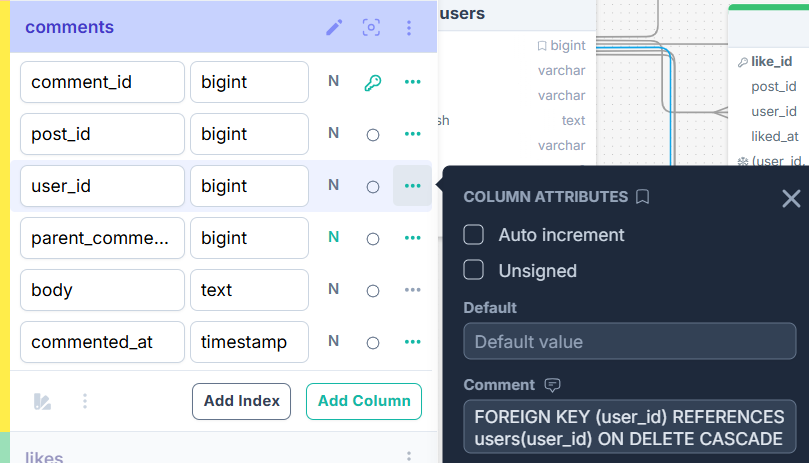 comments
comment_id bigint N
post_id bigint N
user_id bigint N
parent_comme... bigint N
body text N
commented_at timestamp N
Add Index Add Column
likes
users
bigint
varchar
varchar
sh text
varchar
like_id
post_id
user_id
liked_at
(user_id,
COLUMN ATTRIBUTES
Auto increment
Unsigned
Default
Default value
Comment
FOREIGN KEY (user_id) REFERENCES
users(user_id) ON DELETE CASCADE